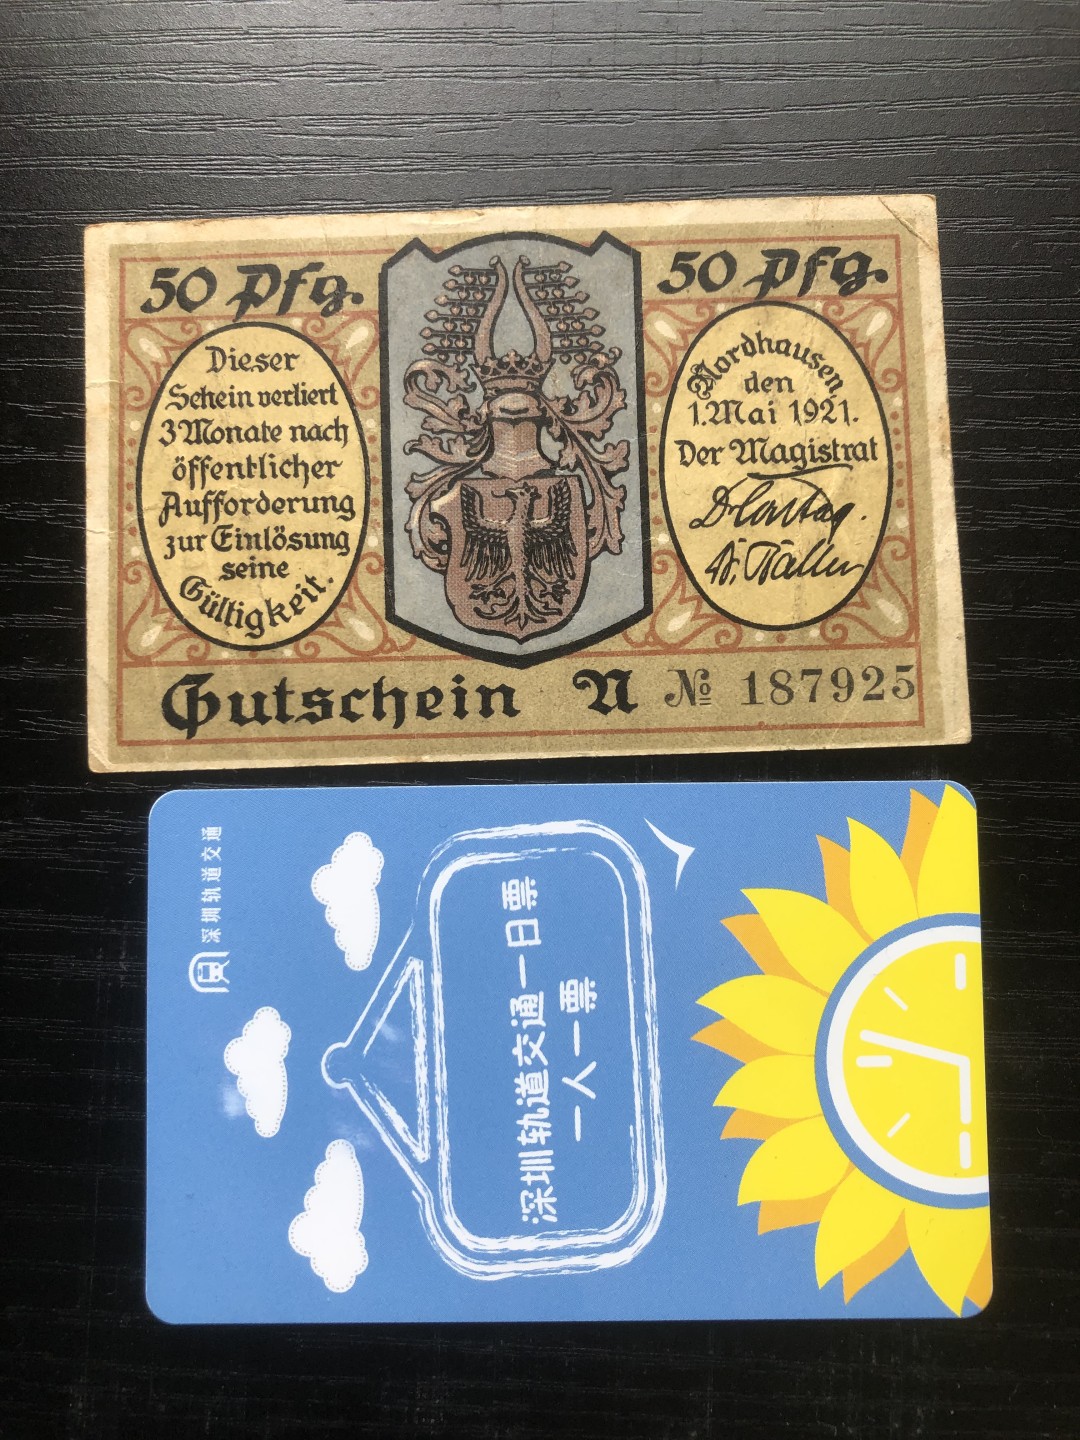 50 Pfg.
Dieser
Schein verliert
3 Monate nach
öffentlicher
Aufforderung
zur Einlösung
seine
Gültigkeit.
50 Pfg.
Nordhausen,
den
1. Mai 1921.
Der Magistrat
Gutschein N № 187925
深圳轨道交通
深圳轨道交通一日票
一人一票